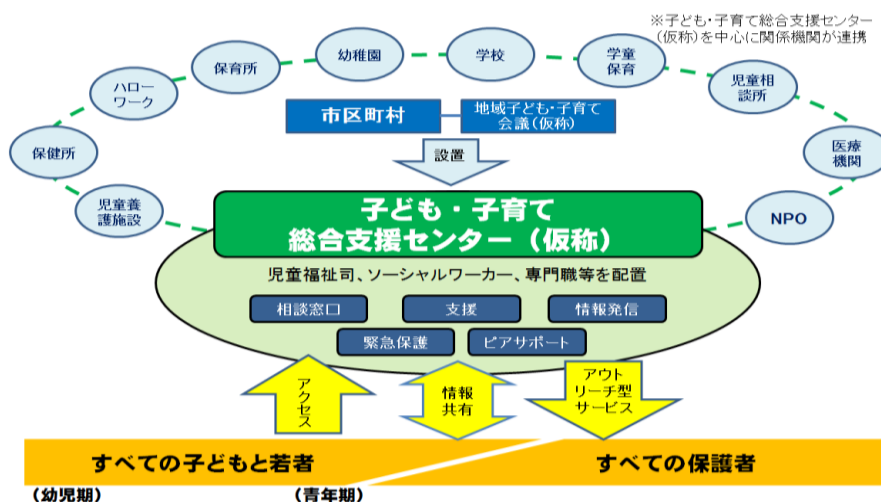 ※子ども・子育て総合支援センター
(仮称)を中心に関係機関が連携
幼稚園
学校
学童
保育
保育所
児童相
談所
ハロー
ワーク
市区町村
地域子ども・子育て
会議(仮称)
保健所
医療
機関
設置
児童養
護施設
NPO
子ども・子育て
総合支援センター（仮称）
児童福祉司、ソーシャルワーカー、専門職等を配置
相談窓口
支援
情報発信
緊急保護
ピアサポート
アクセス
情報
共有
アウト
リーチ型
サービス
すべての子どもと若者
すべての保護者
(幼児期)
(青年期)